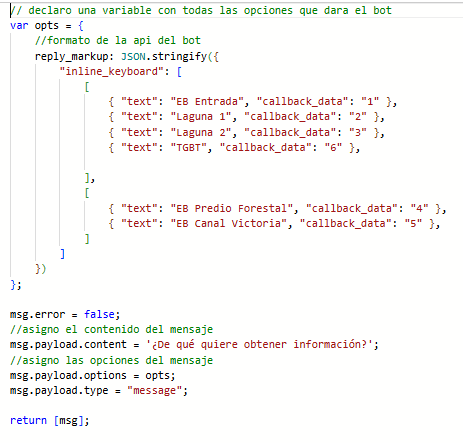 // declaro una variable con todas las opciones que dara el bot
var opts = {
    //formato de la api del bot
    reply_markup: JSON.stringify({
        "inline_keyboard": [
            [
                { "text": "EB Entrada", "callback_data": "1" },
                { "text": "Laguna 1", "callback_data": "2" },
                { "text": "Laguna 2", "callback_data": "3" },
                { "text": "TGBT", "callback_data": "6" },

            ],
            [
                { "text": "EB Predio Forestal", "callback_data": "4" },
                { "text": "EB Canal Victoria", "callback_data": "5" },
            ]
        ]
    })
};

msg.error = false;
//asigno el contenido del mensaje
msg.payload.content = '¿De qué quiere obtener información?';
//asigno las opciones del mensaje
msg.payload.options = opts;
msg.payload.type = "message";

return [msg];